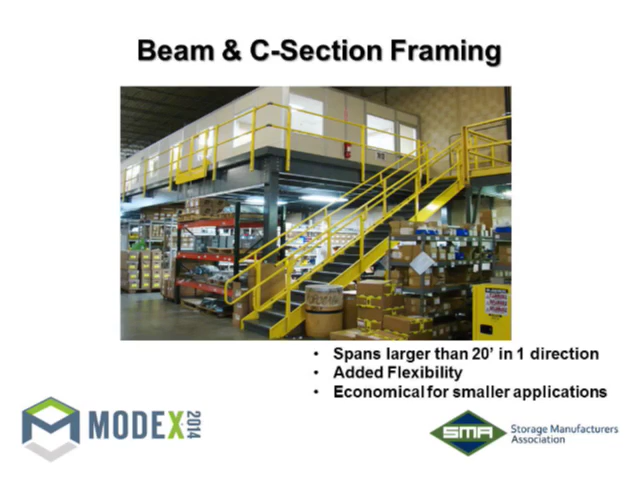 Beam & C-Section Framing
• Spans larger than 20' in 1 direction
• Added Flexibility
• Economical for smaller applications
MODEX 2014
SMA Storage Manufacturers
Association